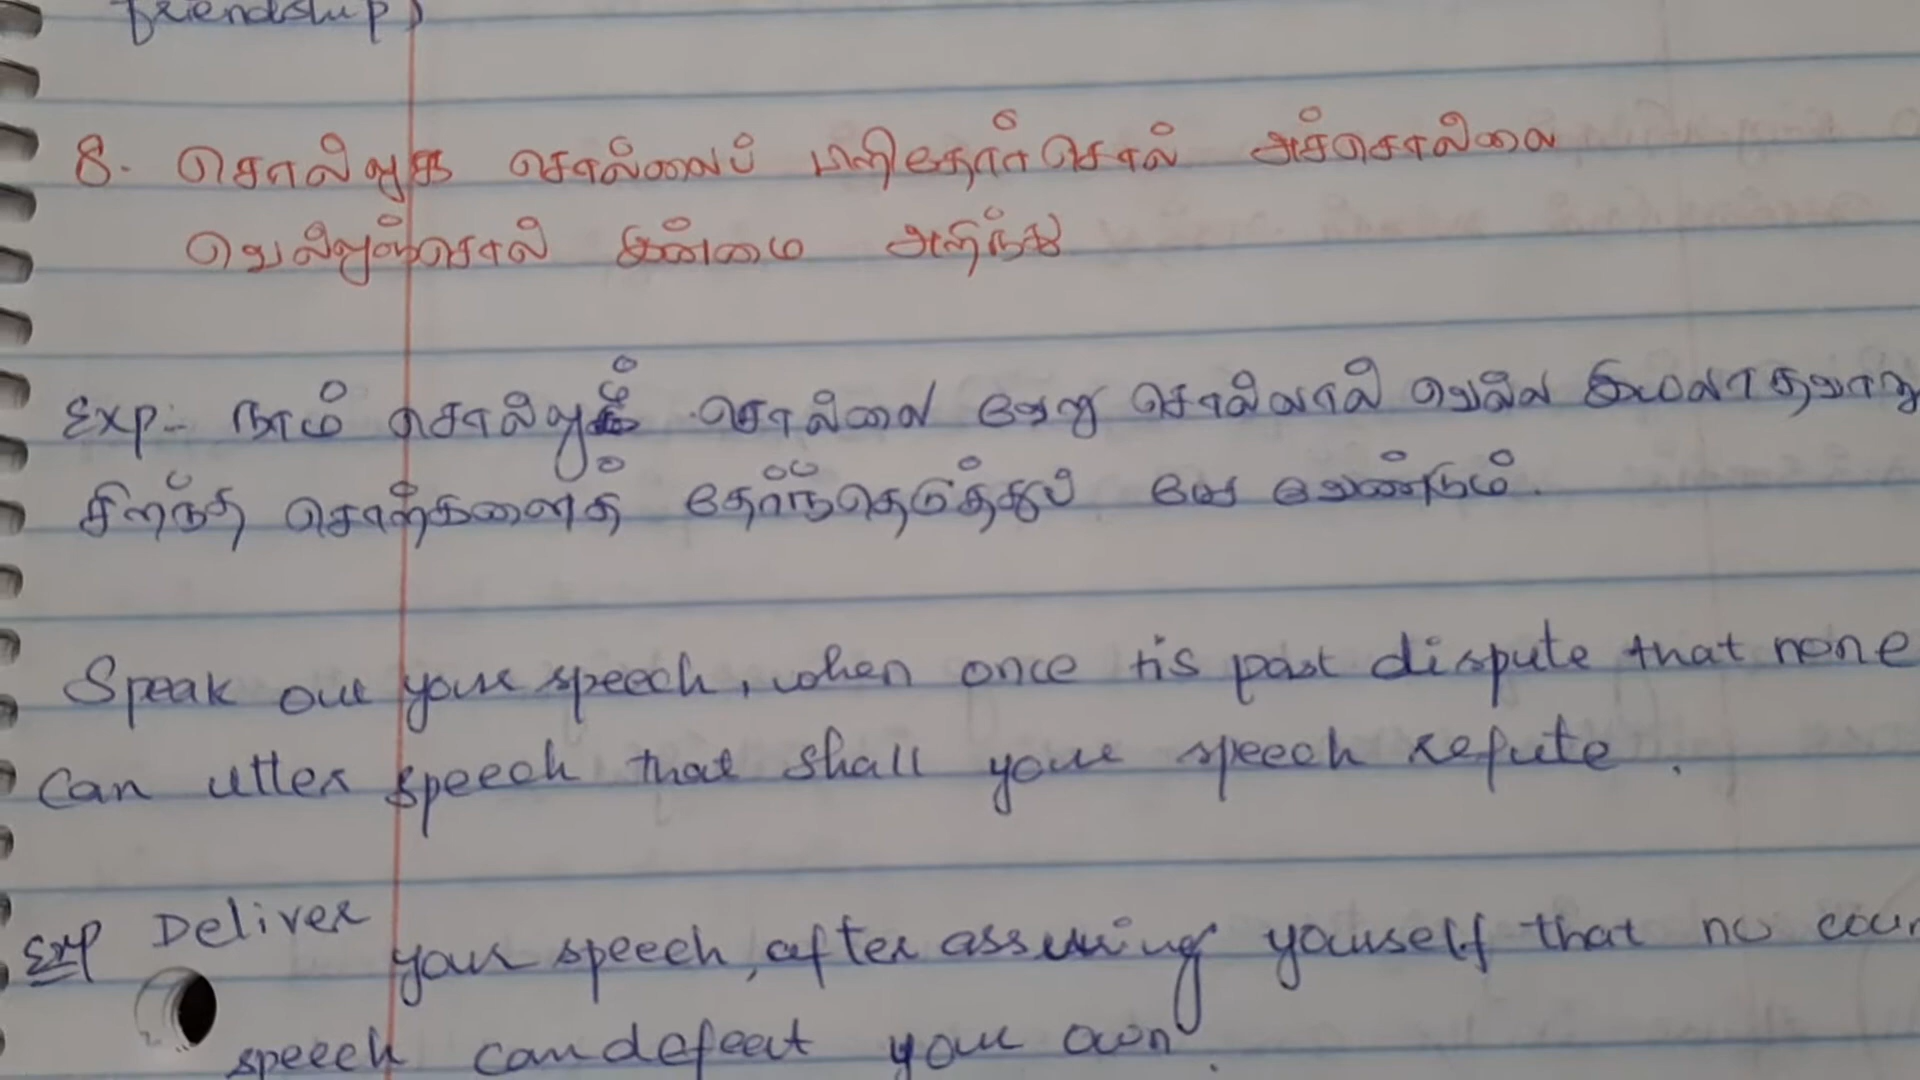 friendship)
8. சொல்லுக சொல்லைப் பிறிதோர்சொல் அச்சொல்லை
வெல்லுஞ்சொல் இன்மை அறிந்து
Exp:- நாம் சொல்லும் சொல்லை வேறு சொல்லால் வெல்ல இயலாதவாறு
சிறந்த சொற்களைத் தேர்ந்தெடுத்துப் பேச வேண்டும்.
Speak out your speech, when once tis past dispute that none
can utter speech that shall your speech refute.
Exp Deliver your speech, after assuring yourself that no coun
speech can defeat your own.